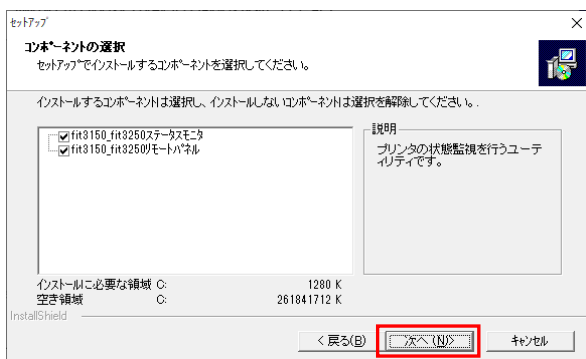 セットアップ
コンポーネントの選択
セットアップでインストールするコンポーネントを選択してください。
インストールするコンポーネントは選択し、インストールしないコンポーネントは選択を解除してください。.
fit3150_fit3250ステータスモニタ
fit3150_fit3250リモートパネル
説明
プリンタの状態監視を行うユーテ
ィリティです。
インストールに必要な領域 C: 1280 K
空き領域 C: 261841712 K
InstallShield
< 戻る(B) 次へ(N)> キャンセル